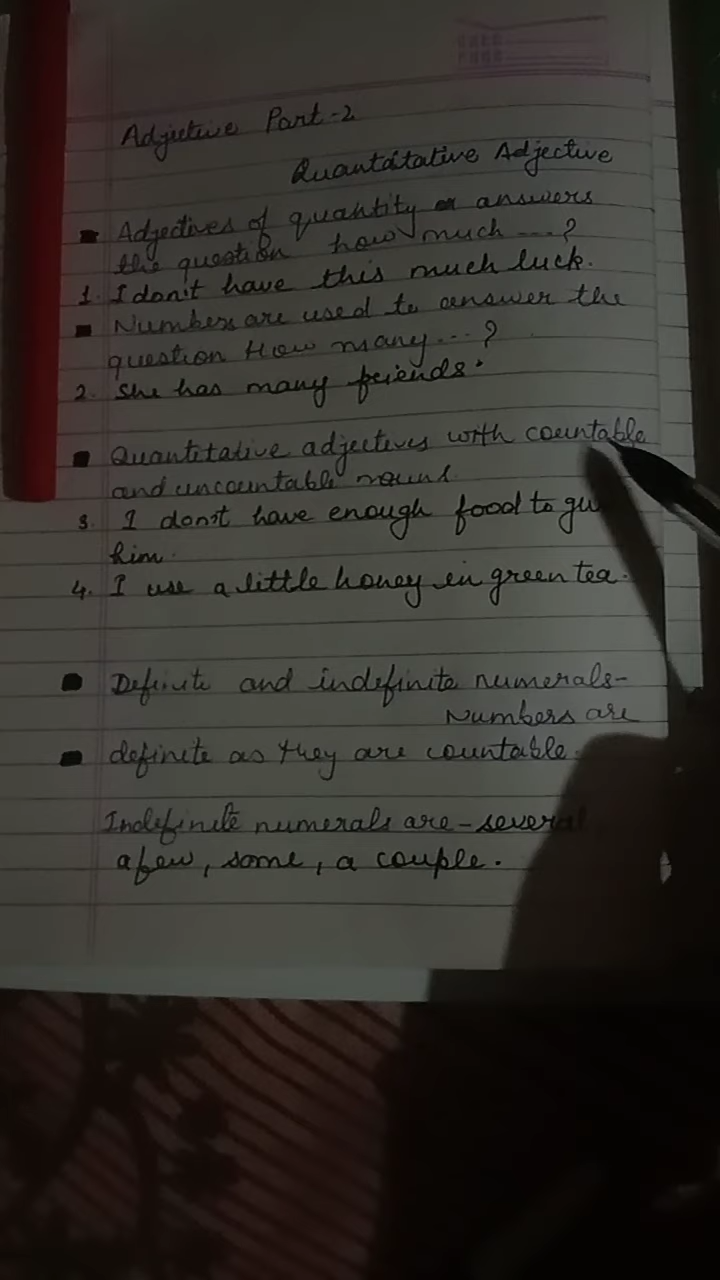 Adjective Part-2
Quantatative Adjective
Adjectives of quantity answers
the question how much ....?
1. I don't have this much luck.
Numbers are used to answer the
question How many ...?
2. She has many friends.
Quantitative adjectives with countable
and uncountable nouns.
3. I don't have enough food to
him.
4. I use a little honey in green tea.
Definite and indefinite numerals-
Numbers are
definite as they are countable.
Indefinite numerals are - several
a few, some, a couple.